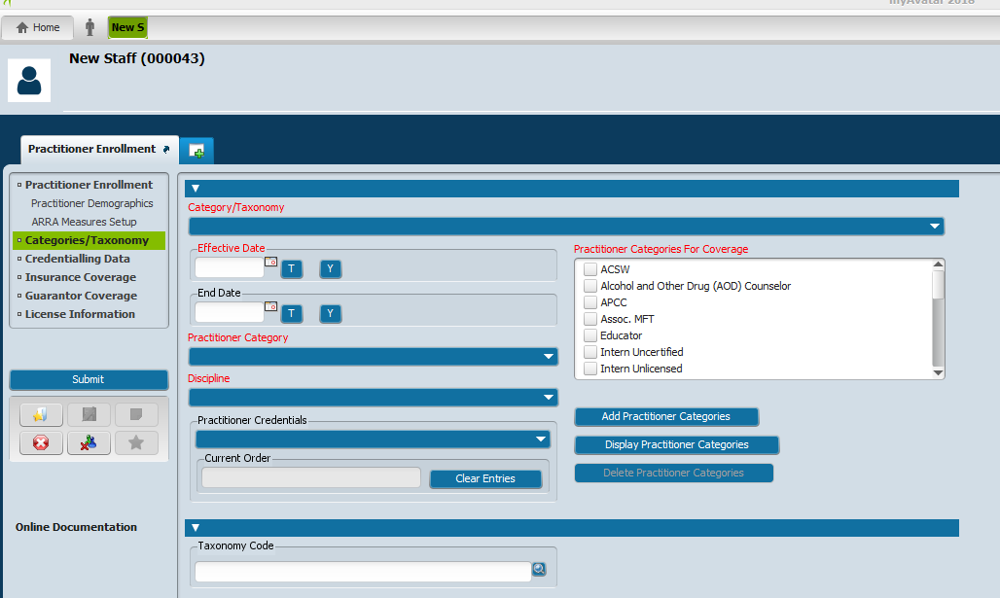 myAvatar 2018
Home
New S
New Staff (000043)
Practitioner Enrollment
Practitioner Enrollment
Practitioner Demographics
ARRA Measures Setup
Categories/Taxonomy
Credentialling Data
Insurance Coverage
Guarantor Coverage
License Information
Submit
Online Documentation
Category/Taxonomy
Effective Date
T Y
End Date
T Y
Practitioner Category
Discipline
Practitioner Credentials
Current Order
Clear Entries
Practitioner Categories For Coverage
ACSW
Alcohol and Other Drug (AOD) Counselor
APCC
Assoc. MFT
Educator
Intern Uncertified
Intern Unlicensed
Add Practitioner Categories
Display Practitioner Categories
Delete Practitioner Categories
Taxonomy Code